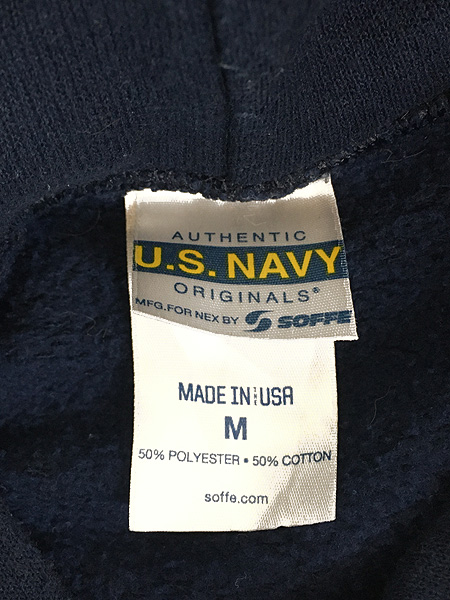 AUTHENTIC
U.S. NAVY
ORIGINALS®
MFG. FOR NEX BY SOFFE
MADE IN USA
M
50% POLYESTER • 50% COTTON
soffe.com